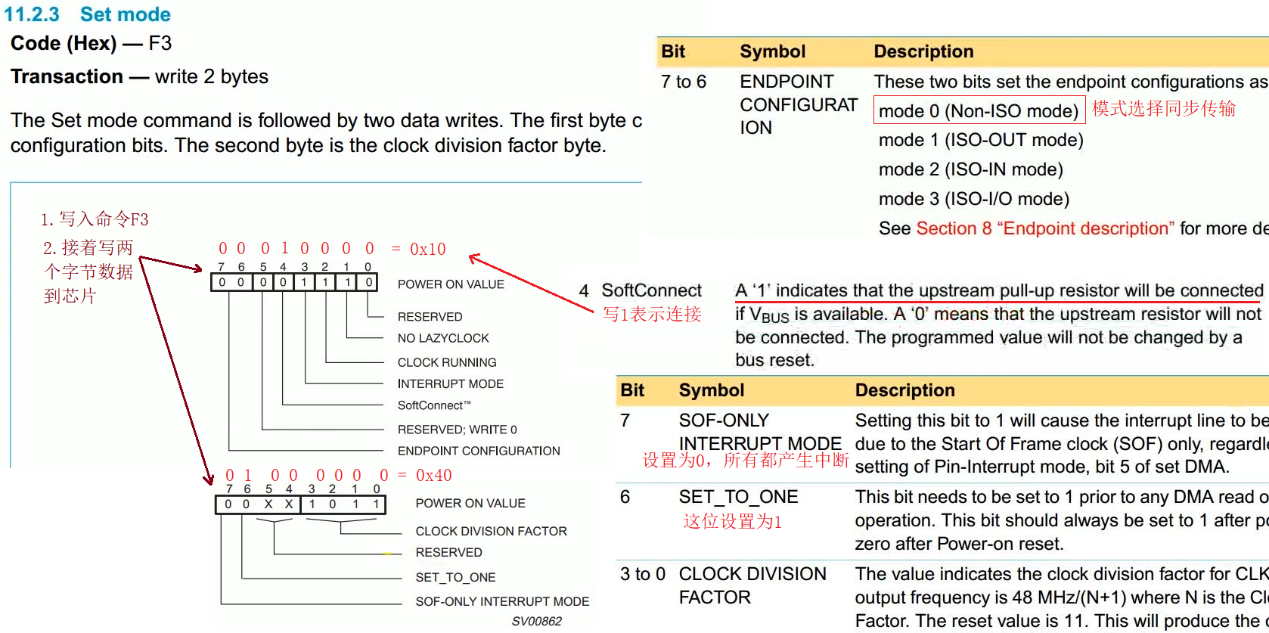 11.2.3 Set mode
Code (Hex) — F3
Transaction — write 2 bytes
The Set mode command is followed by two data writes. The first byte c
configuration bits. The second byte is the clock division factor byte.
1. 写入命令F3
2. 接着写两
个字节数据
到芯片
0 0 0 1 0 0 0 0 = 0x10
7 6 5 4 3 2 1 0
0 0 0 0 1 1 1 0 POWER ON VALUE
RESERVED
NO LAZYCLOCK
CLOCK RUNNING
INTERRUPT MODE
SoftConnect™
RESERVED; WRITE 0
ENDPOINT CONFIGURATION
0 1 0 0 0 0 0 0 = 0x40
7 6 5 4 3 2 1 0
0 0 X X 1 0 1 1 POWER ON VALUE
CLOCK DIVISION FACTOR
RESERVED
SET_TO_ONE
SOF-ONLY INTERRUPT MODE
SV00862
Bit Symbol Description
7 to 6 ENDPOINT These two bits set the endpoint configurations as
CONFIGURAT mode 0 (Non-ISO mode) 模式选择同步传输
ION
mode 1 (ISO-OUT mode)
mode 2 (ISO-IN mode)
mode 3 (ISO-I/O mode)
See Section 8 “Endpoint description” for more de
4 SoftConnect A ‘1’ indicates that the upstream pull-up resistor will be connected
写1表示连接 if VBUS is available. A ‘0’ means that the upstream resistor will not
be connected. The programmed value will not be changed by a
bus reset.
Bit Symbol Description
7 SOF-ONLY Setting this bit to 1 will cause the interrupt line to be
INTERRUPT MODE due to the Start Of Frame clock (SOF) only, regardle
设置为0，所有都产生中断 setting of Pin-Interrupt mode, bit 5 of set DMA.
6 SET_TO_ONE This bit needs to be set to 1 prior to any DMA read o
这位设置为1 operation. This bit should always be set to 1 after po
zero after Power-on reset.
3 to 0 CLOCK DIVISION The value indicates the clock division factor for CLK
FACTOR output frequency is 48 MHz/(N+1) where N is the Clo
Factor. The reset value is 11. This will produce the o